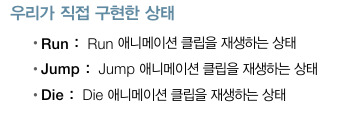 우리가 직접 구현한 상태
• Run : Run 애니메이션 클립을 재생하는 상태
• Jump : Jump 애니메이션 클립을 재생하는 상태
• Die : Die 애니메이션 클립을 재생하는 상태